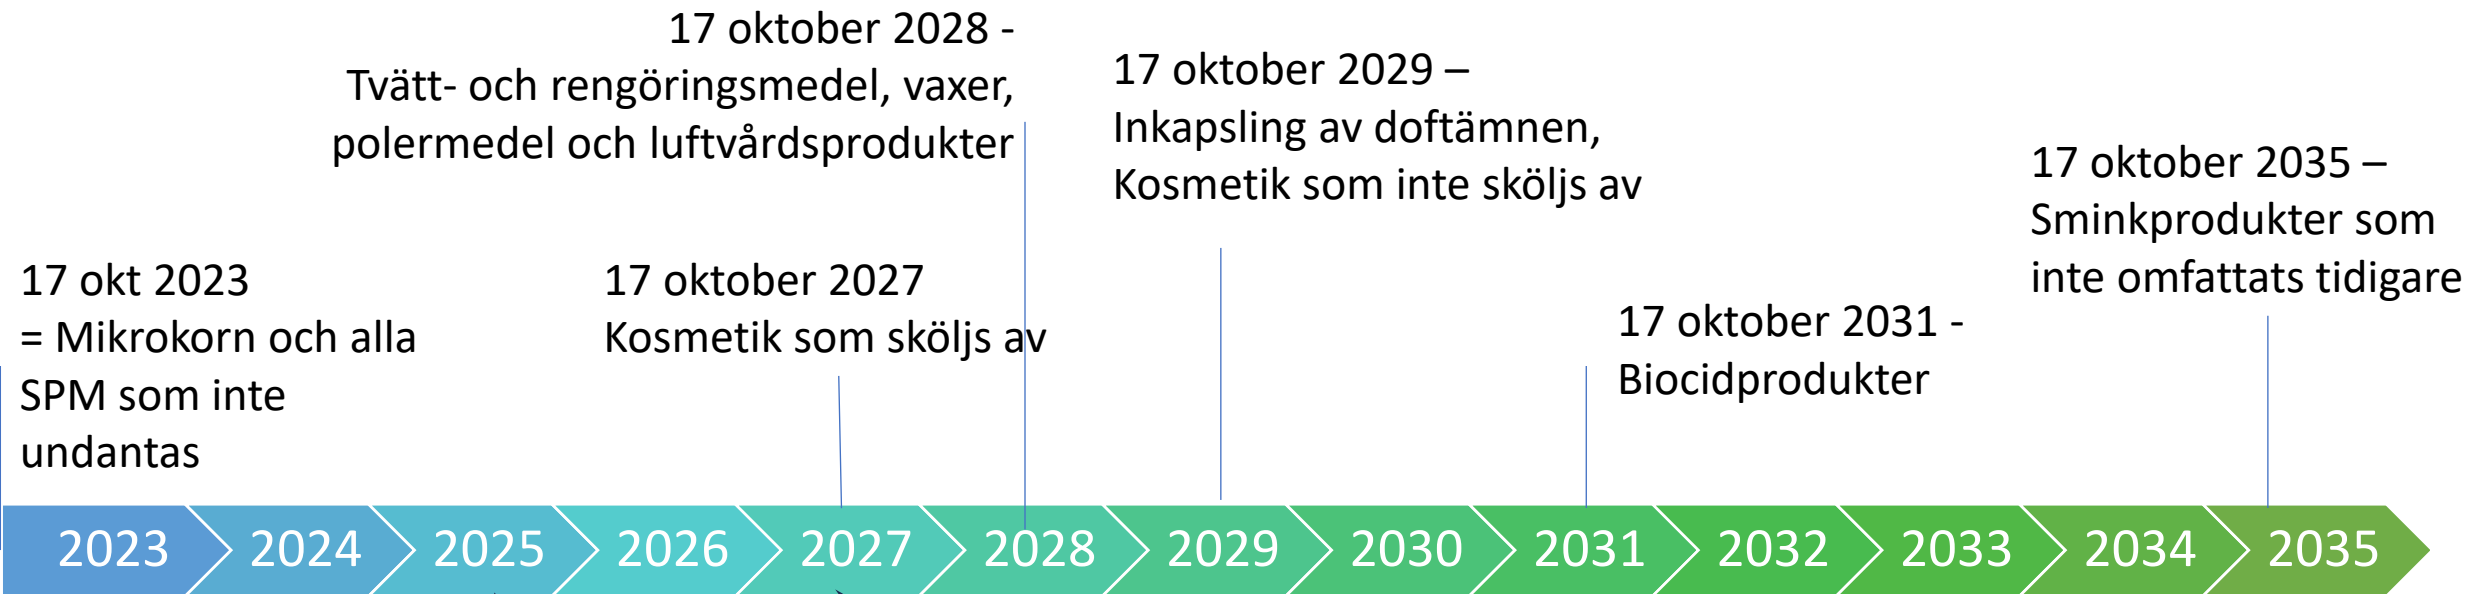 17 oktober 2028 -
Tvätt- och rengöringsmedel, vaxer,
polermedel och luftvårdsprodukter
17 oktober 2029 –
Inkapsling av doftämnen,
Kosmetik som inte sköljs av
17 oktober 2035 –
Sminkprodukter som
inte omfattats tidigare
17 okt 2023
= Mikrokorn och alla
SPM som inte
undantas
17 oktober 2027
Kosmetik som sköljs av
17 oktober 2031 -
Biocidprodukter
2023 2024 2025 2026 2027 2028 2029 2030 2031 2032 2033 2034 2035